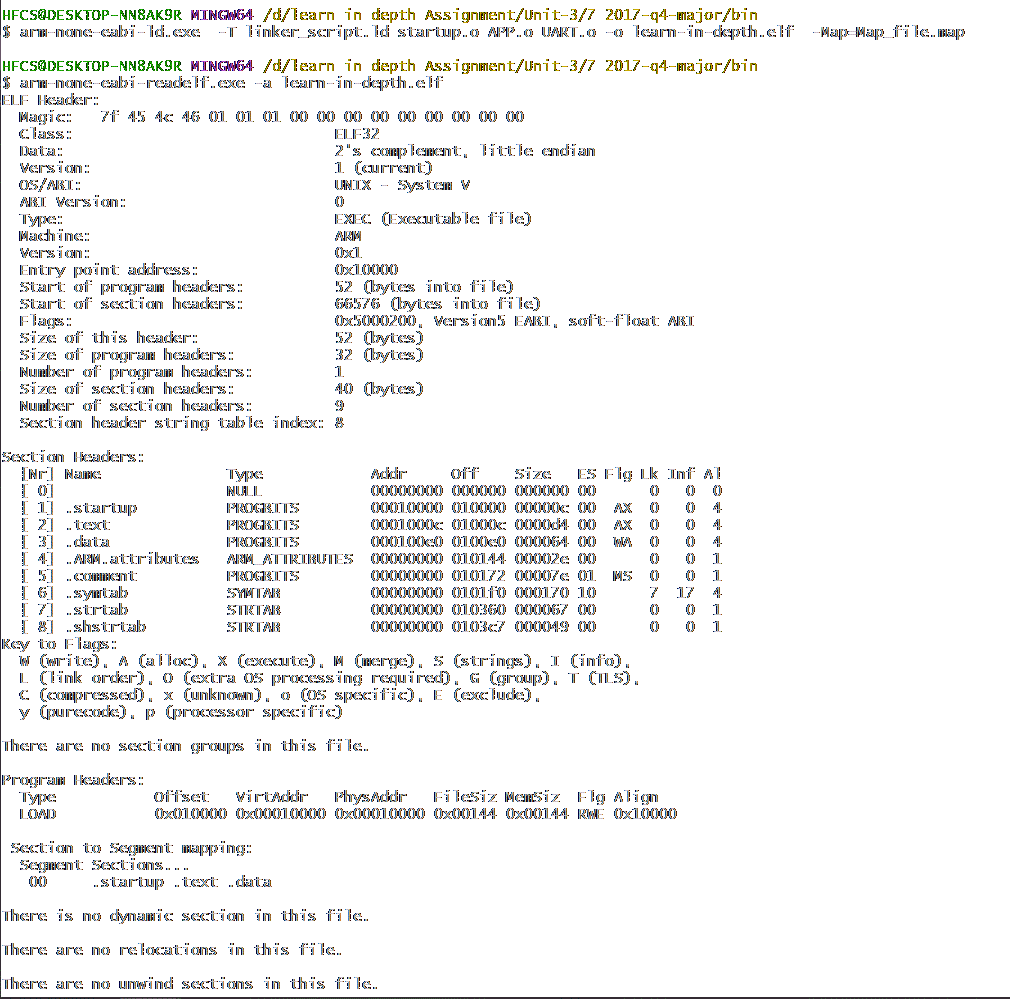 HFCS@DESKTOP-NN8AK9R MINGW64 /d/learn in depth Assignment/Unit-3/7 2017-q4-major/bin
$ arm-none-eabi-ld.exe  -T linker_script.ld startup.o APP.o UART.o -o learn-in-depth.elf  -Map=Map_file.map
HFCS@DESKTOP-NN8AK9R MINGW64 /d/learn in depth Assignment/Unit-3/7 2017-q4-major/bin
$ arm-none-eabi-readelf.exe -a learn-in-depth.elf
ELF Header:
  Magic:   7f 45 4c 46 01 01 01 00 00 00 00 00 00 00 00 00
  Class:                             ELF32
  Data:                              2's complement, little endian
  Version:                           1 (current)
  OS/ABI:                            UNIX - System V
  ABI Version:                       0
  Type:                              EXEC (Executable file)
  Machine:                           ARM
  Version:                           0x1
  Entry point address:               0x10000
  Start of program headers:          52 (bytes into file)
  Start of section headers:          66576 (bytes into file)
  Flags:                             0x5000200, Version5 EABI, soft-float ABI
  Size of this header:               52 (bytes)
  Size of program headers:           32 (bytes)
  Number of program headers:         1
  Size of section headers:           40 (bytes)
  Number of section headers:         9
  Section header string table index: 8
Section Headers:
  [Nr] Name              Type            Addr     Off    Size   ES Flg Lk Inf Al
  [ 0]                   NULL            00000000 000000 000000 00      0   0  0
  [ 1] .startup          PROGBITS        00010000 010000 00000c 00  AX  0   0  4
  [ 2] .text             PROGBITS        0001000c 01000c 0000d4 00  AX  0   0  4
  [ 3] .data             PROGBITS        000100e0 0100e0 000064 00  WA  0   0  4
  [ 4] .ARM.attributes   ARM_ATTRIBUTES  00000000 010144 00002e 00      0   0  1
  [ 5] .comment          PROGBITS        00000000 010172 00007e 01  MS  0   0  1
  [ 6] .symtab           SYMTAB          00000000 0101f0 000170 10      7  17  4
  [ 7] .strtab           STRTAB          00000000 010360 000067 00      0   0  1
  [ 8] .shstrtab         STRTAB          00000000 0103c7 000049 00      0   0  1
Key to Flags:
  W (write), A (alloc), X (execute), M (merge), S (strings), I (info),
  L (link order), O (extra OS processing required), G (group), T (TLS),
  C (compressed), x (unknown), o (OS specific), E (exclude),
  y (purecode), p (processor specific)
There are no section groups in this file.
Program Headers:
  Type           Offset   VirtAddr   PhysAddr   FileSiz MemSiz  Flg Align
  LOAD           0x010000 0x00010000 0x00010000 0x00144 0x00144 RWE 0x10000
 Section to Segment mapping:
  Segment Sections...
   00     .startup .text .data
There is no dynamic section in this file.
There are no relocations in this file.
There are no unwind sections in this file.